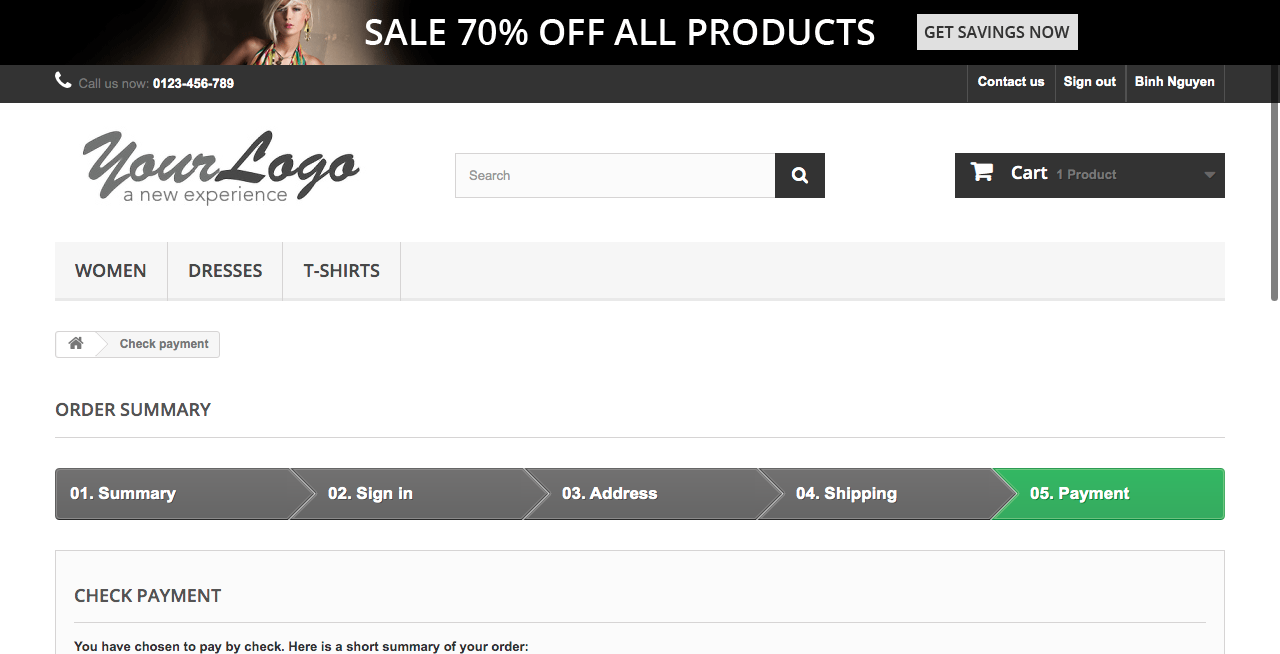 SALE 70% OFF ALL PRODUCTS GET SAVINGS NOW
Call us now: 0123-456-789 Contact us Sign out Binh Nguyen
YourLogo
a new experience
Search
Cart 1 Product
WOMEN DRESSES T-SHIRTS
Check payment
ORDER SUMMARY
01. Summary 02. Sign in 03. Address 04. Shipping 05. Payment
CHECK PAYMENT
You have chosen to pay by check. Here is a short summary of your order: